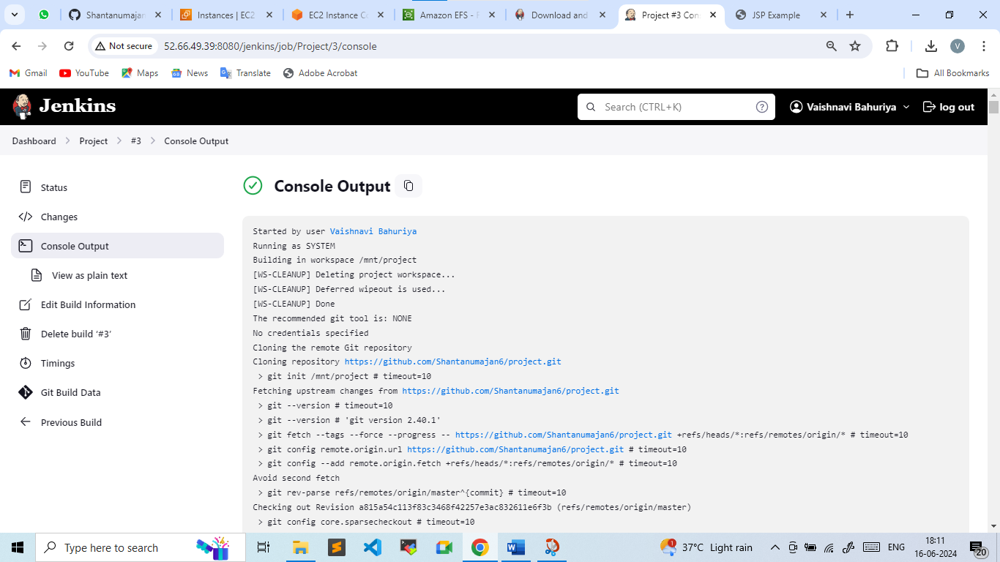 Shantanumajan
Instances | EC2
EC2 Instance Co
Amazon EFS - F
Download and
Project #3 Cons
JSP Example
Not secure
52.66.49.39:8080/jenkins/job/Project/3/console
V
Gmail
YouTube
Maps
News
Translate
Adobe Acrobat
All Bookmarks
Jenkins
Search (CTRL+K)
?
Vaishnavi Bahuriya
log out
Dashboard
Project
#3
Console Output
Status
Changes
Console Output
View as plain text
Edit Build Information
Delete build ‘#3’
Timings
Git Build Data
Previous Build
Console Output
Started by user Vaishnavi Bahuriya
Running as SYSTEM
Building in workspace /mnt/project
[WS-CLEANUP] Deleting project workspace...
[WS-CLEANUP] Deferred wipeout is used...
[WS-CLEANUP] Done
The recommended git tool is: NONE
No credentials specified
Cloning the remote Git repository
Cloning repository https://github.com/Shantanumajan6/project.git
> git init /mnt/project # timeout=10
Fetching upstream changes from https://github.com/Shantanumajan6/project.git
> git --version # timeout=10
> git --version # 'git version 2.40.1'
> git fetch --tags --force --progress -- https://github.com/Shantanumajan6/project.git +refs/heads/*:refs/remotes/origin/* # timeout=10
> git config remote.origin.url https://github.com/Shantanumajan6/project.git # timeout=10
> git config --add remote.origin.fetch +refs/heads/*:refs/remotes/origin/* # timeout=10
Avoid second fetch
> git rev-parse refs/remotes/origin/master^{commit} # timeout=10
Checking out Revision a815a54c113f83c3468f42257e3ac832611e6f3b (refs/remotes/origin/master)
> git config core.sparsecheckout # timeout=10
Type here to search
1
37°C Light rain
ENG
18:11
16-06-2024
20